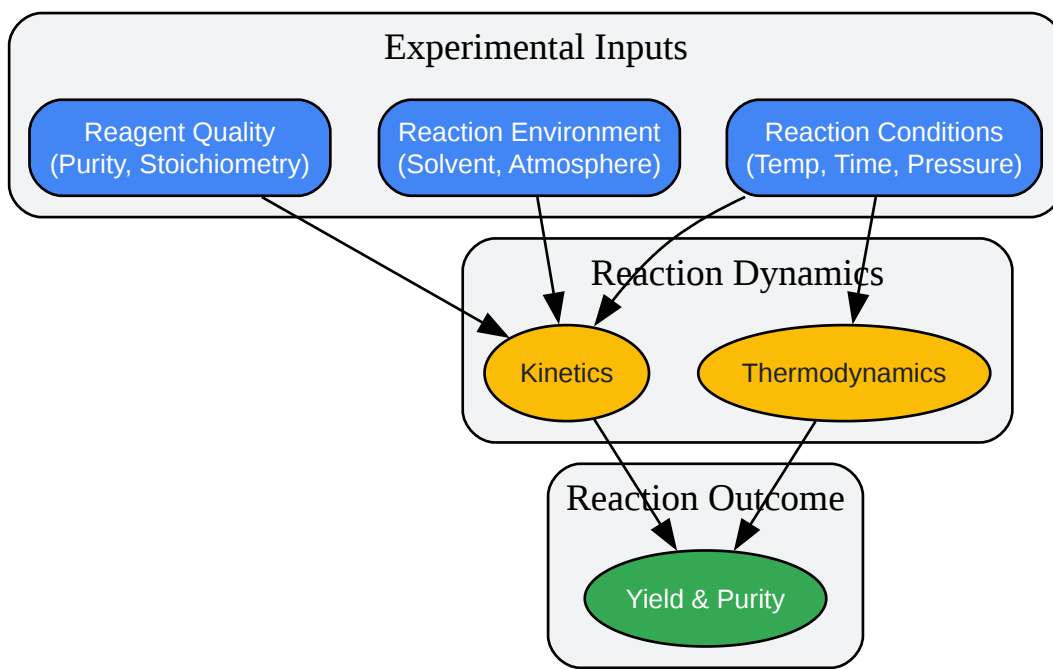 Experimental Inputs
Reagent Quality
(Purity, Stoichiometry)
Reaction Environment
(Solvent, Atmosphere)
Reaction Conditions
(Temp, Time, Pressure)
Reaction Dynamics
Kinetics
Thermodynamics
Reaction Outcome
Yield & Purity